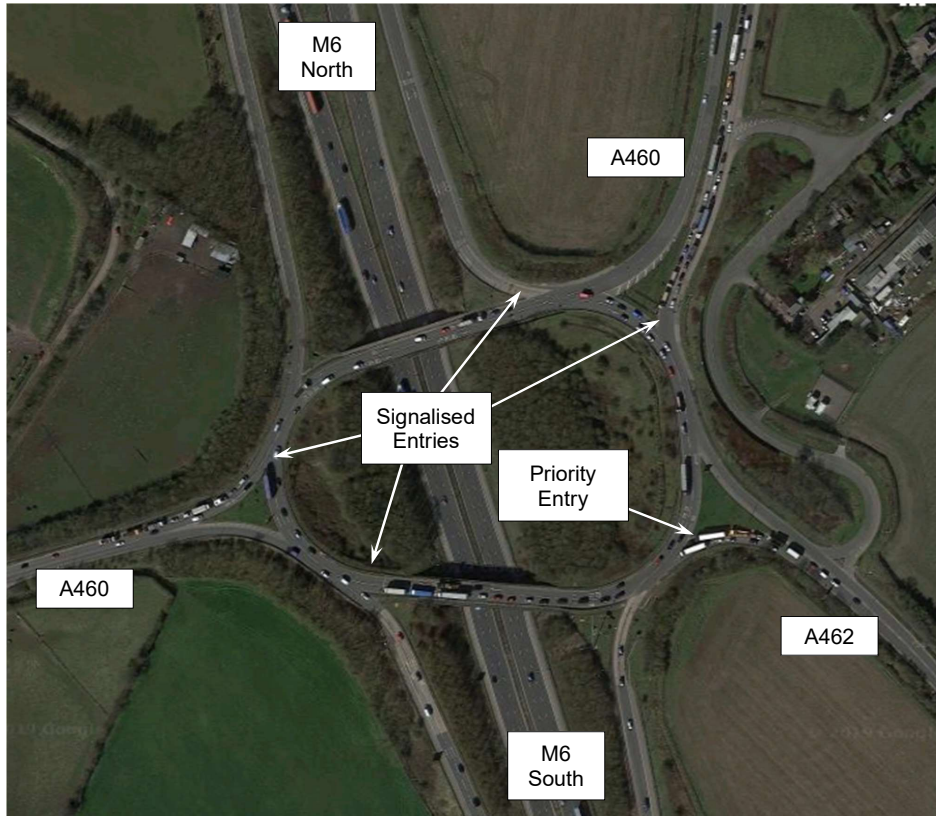 M6
North
A460
Signalised
Entries
Priority
Entry
A460
A462
M6
South